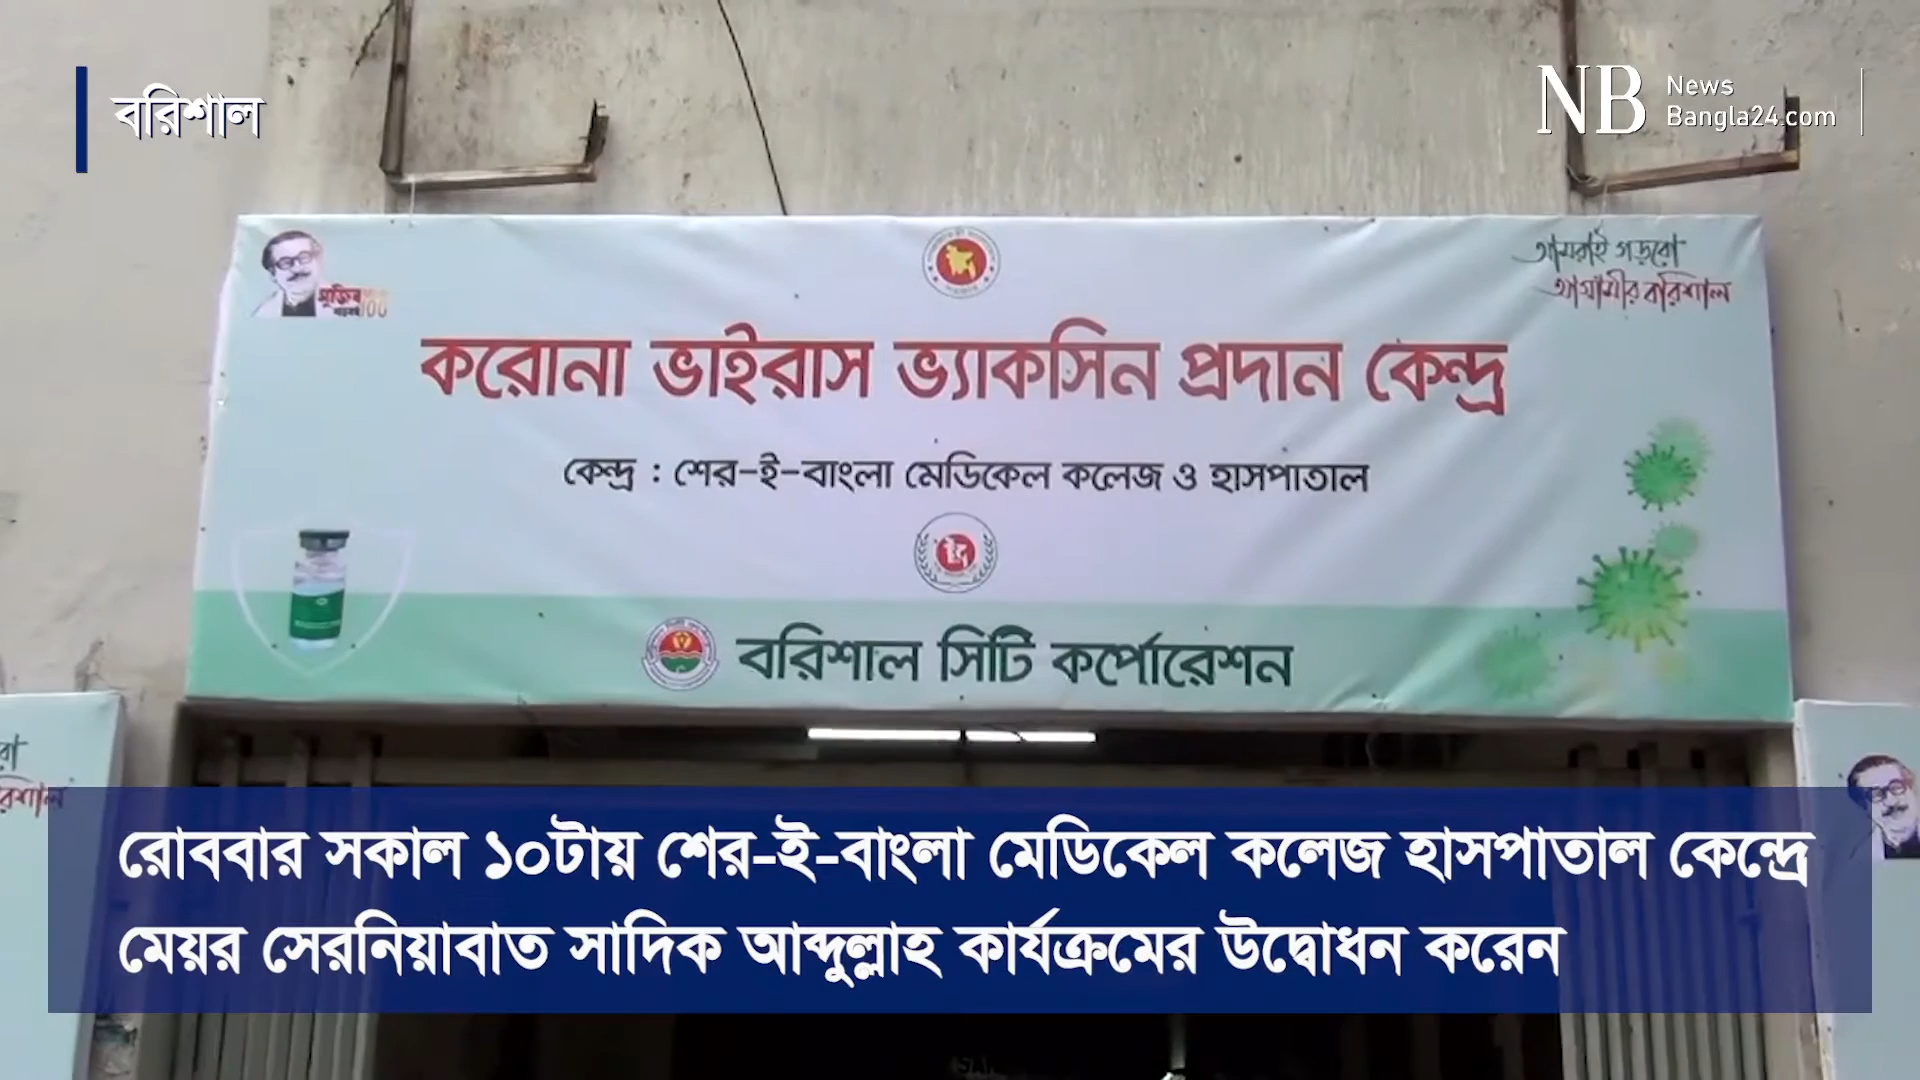 বরিশাল
NB News
Bangla24.com
আমরাই গড়বো
আগামীর বরিশাল
মুজিব
100
করোনা ভাইরাস ভ্যাকসিন প্রদান কেন্দ্র
কেন্দ্র : শের-ই-বাংলা মেডিকেল কলেজ ও হাসপাতাল
বরিশাল সিটি কর্পোরেশন
রোববার সকাল ১০টায় শের-ই-বাংলা মেডিকেল কলেজ হাসপাতাল কেন্দ্রে
মেয়র সেরনিয়াবাত সাদিক আব্দুল্লাহ কার্যক্রমের উদ্বোধন করেন